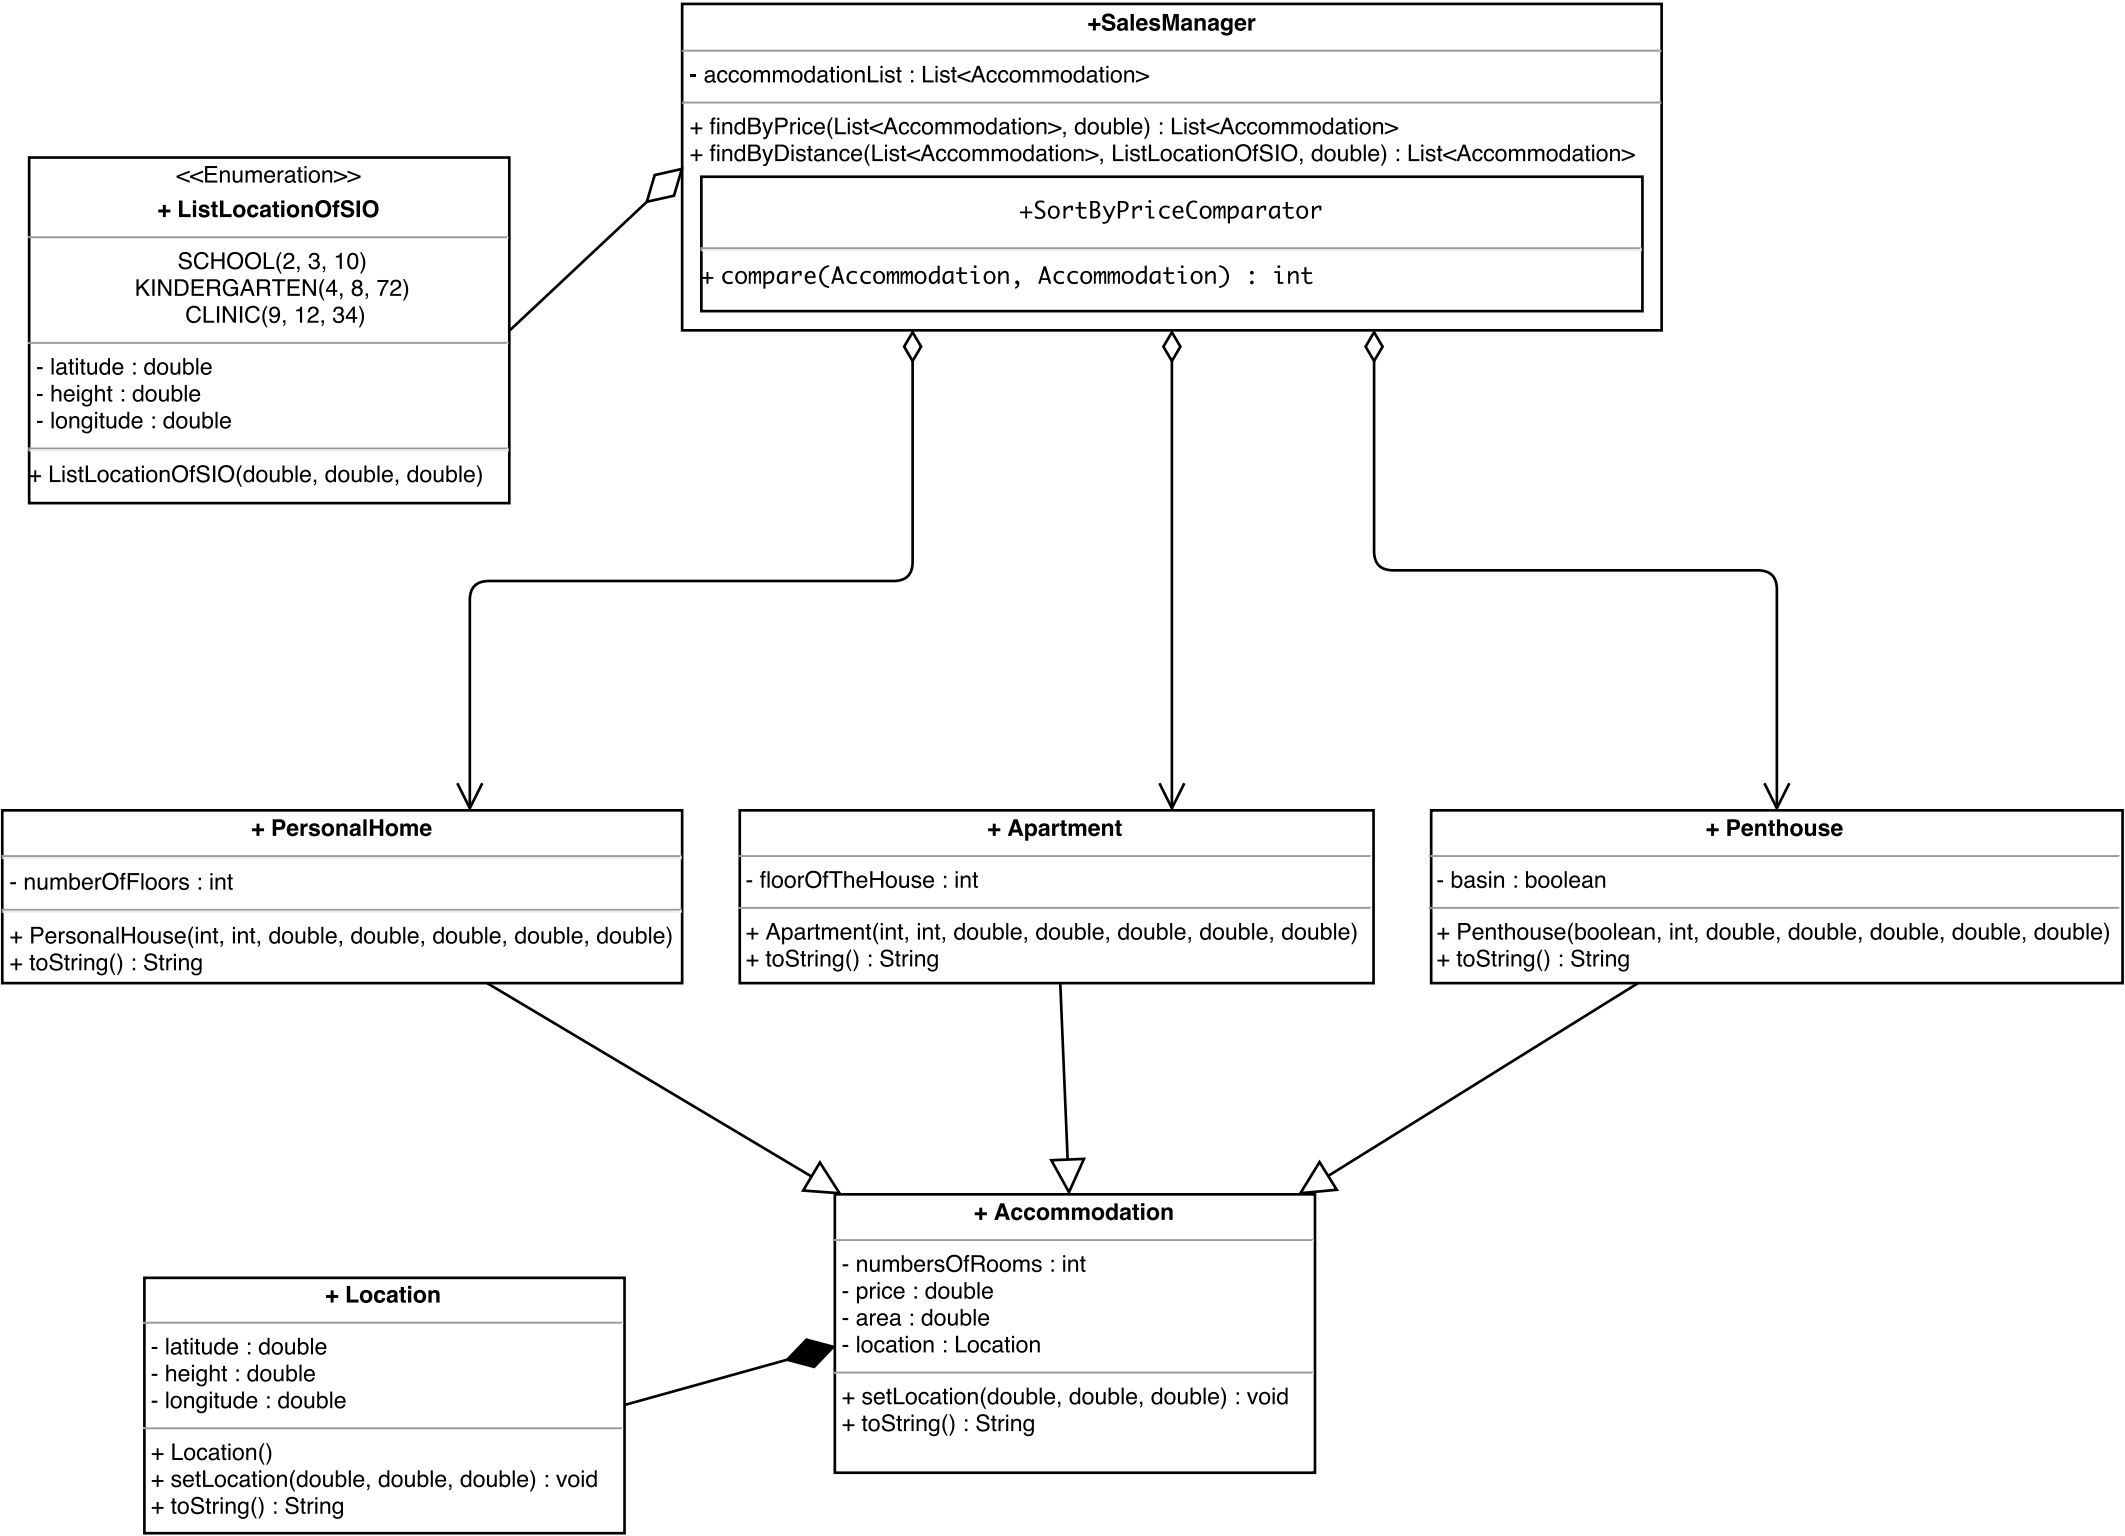 +SalesManager
- accommodationList : List<Accommodation>
+ findByPrice(List<Accommodation>, double) : List<Accommodation>
+ findByDistance(List<Accommodation>, ListLocationOfSIO, double) : List<Accommodation>
+SortByPriceComparator
+ compare(Accommodation, Accommodation) : int
<<Enumeration>>
+ ListLocationOfSIO
SCHOOL(2, 3, 10)
KINDERGARTEN(4, 8, 72)
CLINIC(9, 12, 34)
- latitude : double
- height : double
- longitude : double
+ ListLocationOfSIO(double, double, double)
+ PersonalHome
- numberOfFloors : int
+ PersonalHouse(int, int, double, double, double, double, double)
+ toString() : String
+ Apartment
- floorOfTheHouse : int
+ Apartment(int, int, double, double, double, double, double)
+ toString() : String
+ Penthouse
- basin : boolean
+ Penthouse(boolean, int, double, double, double, double, double)
+ toString() : String
+ Accommodation
- numbersOfRooms : int
- price : double
- area : double
- location : Location
+ setLocation(double, double, double) : void
+ toString() : String
+ Location
- latitude : double
- height : double
- longitude : double
+ Location()
+ setLocation(double, double, double) : void
+ toString() : String